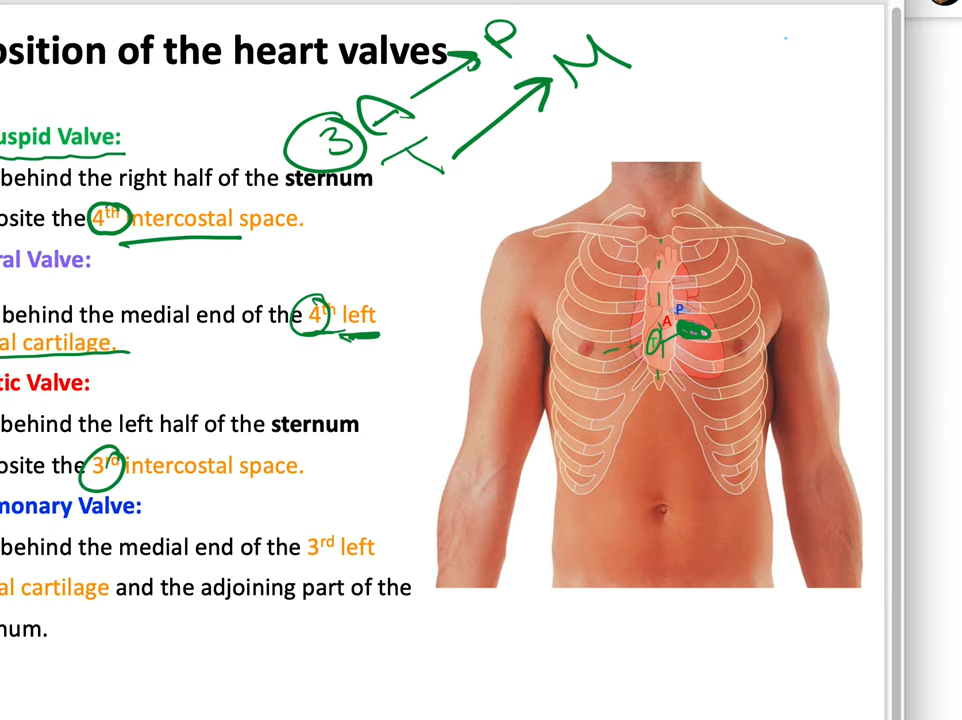 osition of the heart valves
P
M
A
3
T
uspid Valve:
behind the right half of the sternum
osite the 4th intercostal space.
ral Valve:
behind the medial end of the 4th left
al cartilage.
tic Valve:
behind the left half of the sternum
osite the 3rd intercostal space.
monary Valve:
behind the medial end of the 3rd left
al cartilage and the adjoining part of the
num.
P
A
T